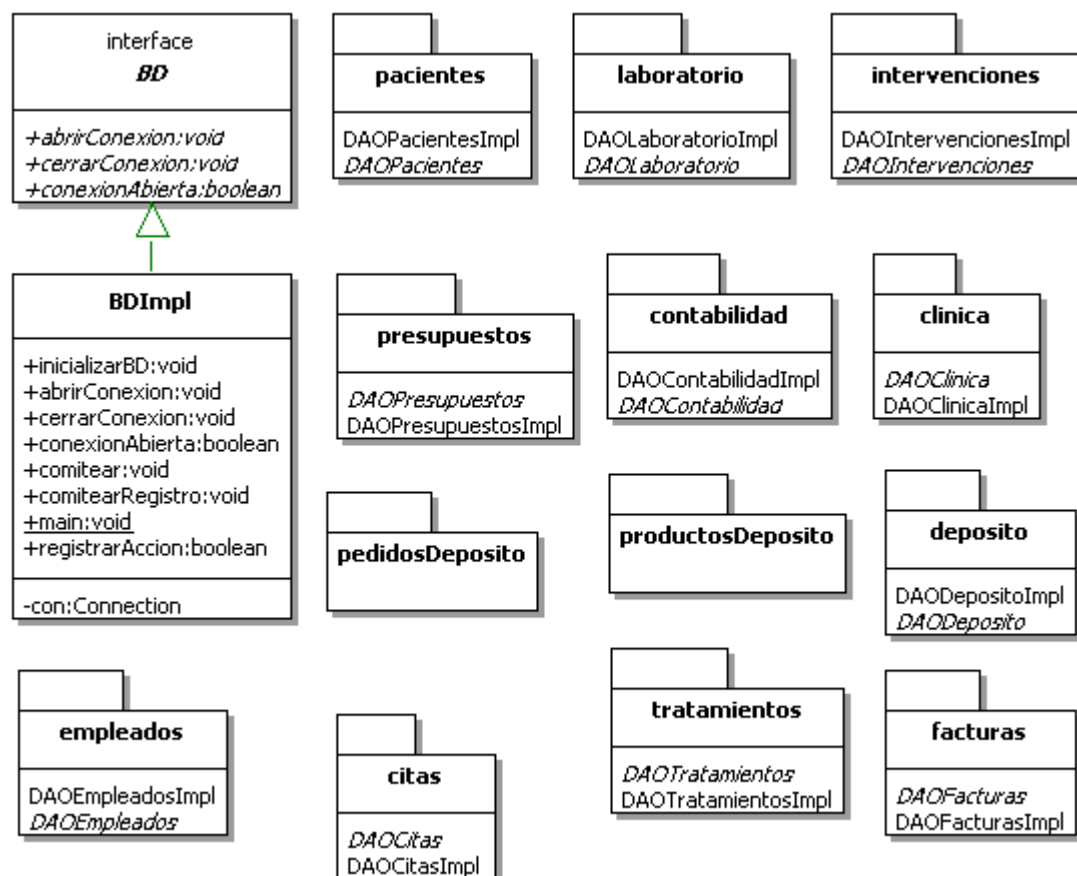 interface
BD
+abrirConexion:void
+cerrarConexion:void
+conexionAbierta:boolean
pacientes
DAOPacientesImpl
DAOPacientes
laboratorio
DAOLaboratorioImpl
DAOLaboratorio
intervenciones
DAOIntervencionesImpl
DAOIntervenciones
BDImpl
+inicializarBD:void
+abrirConexion:void
+cerrarConexion:void
+conexionAbierta:boolean
+comitear:void
+comitearRegistro:void
+main:void
+registrarAccion:boolean
-con:Connection
presupuestos
DAOPresupuestos
DAOPresupuestosImpl
contabilidad
DAOContabilidadImpl
DAOContabilidad
clinica
DAOClinica
DAOClinicaImpl
pedidosDeposito
productosDeposito
deposito
DAODepositoImpl
DAODeposito
empleados
DAOEmpleadosImpl
DAOEmpleados
citas
DAOCitas
DAOCitasImpl
tratamientos
DAOTratamientos
DAOTratamientosImpl
facturas
DAOFacturas
DAOFacturasImpl